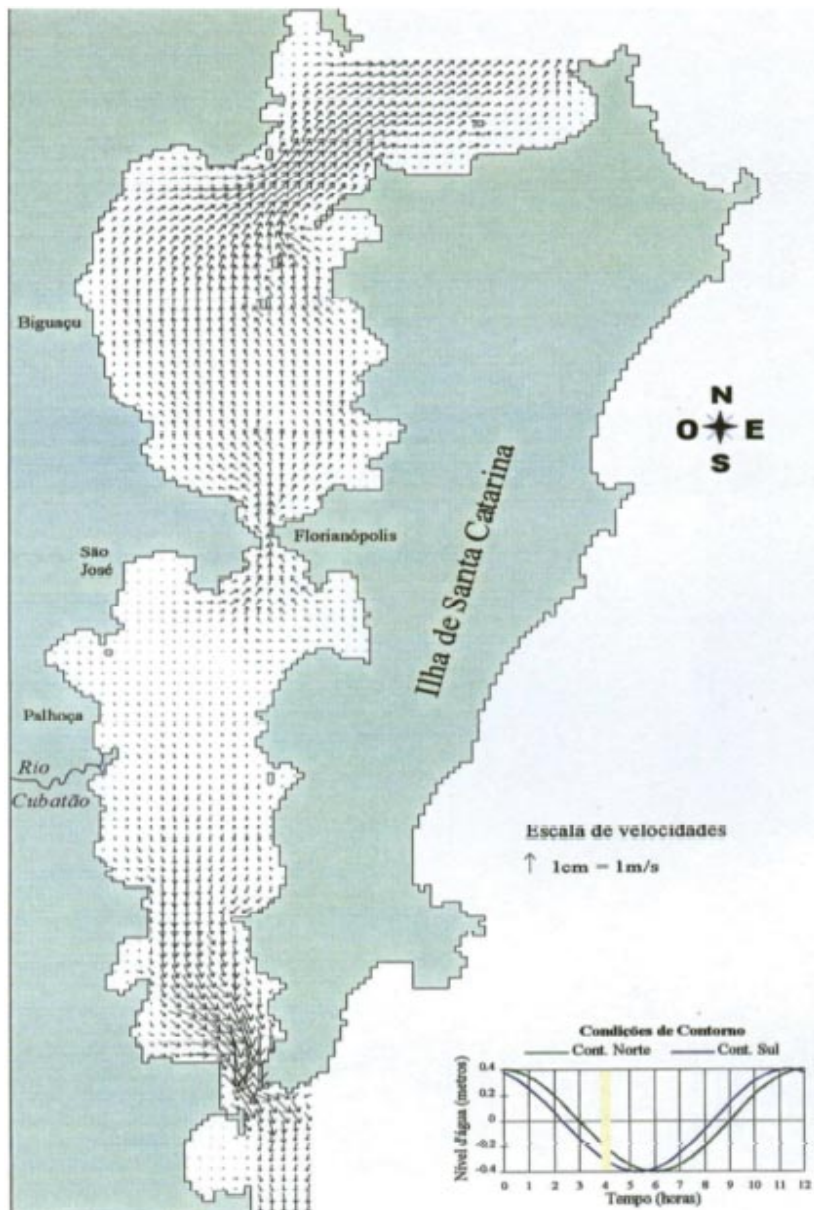 Biguaçu
N
O E
S
Ilha de Santa Catarina
Florianópolis
São
José
Palhoça
Rio
Cubatão
Escala de velocidades
↑ 1cm = 1m/s
Condições de Contorno
Cont. Norte Cont. Sul
Nível d'água (metros)
0.4
0.2
0
-0.2
-0.4
0 1 2 3 4 5 6 7 8 9 10 11 12
Tempo (horas)